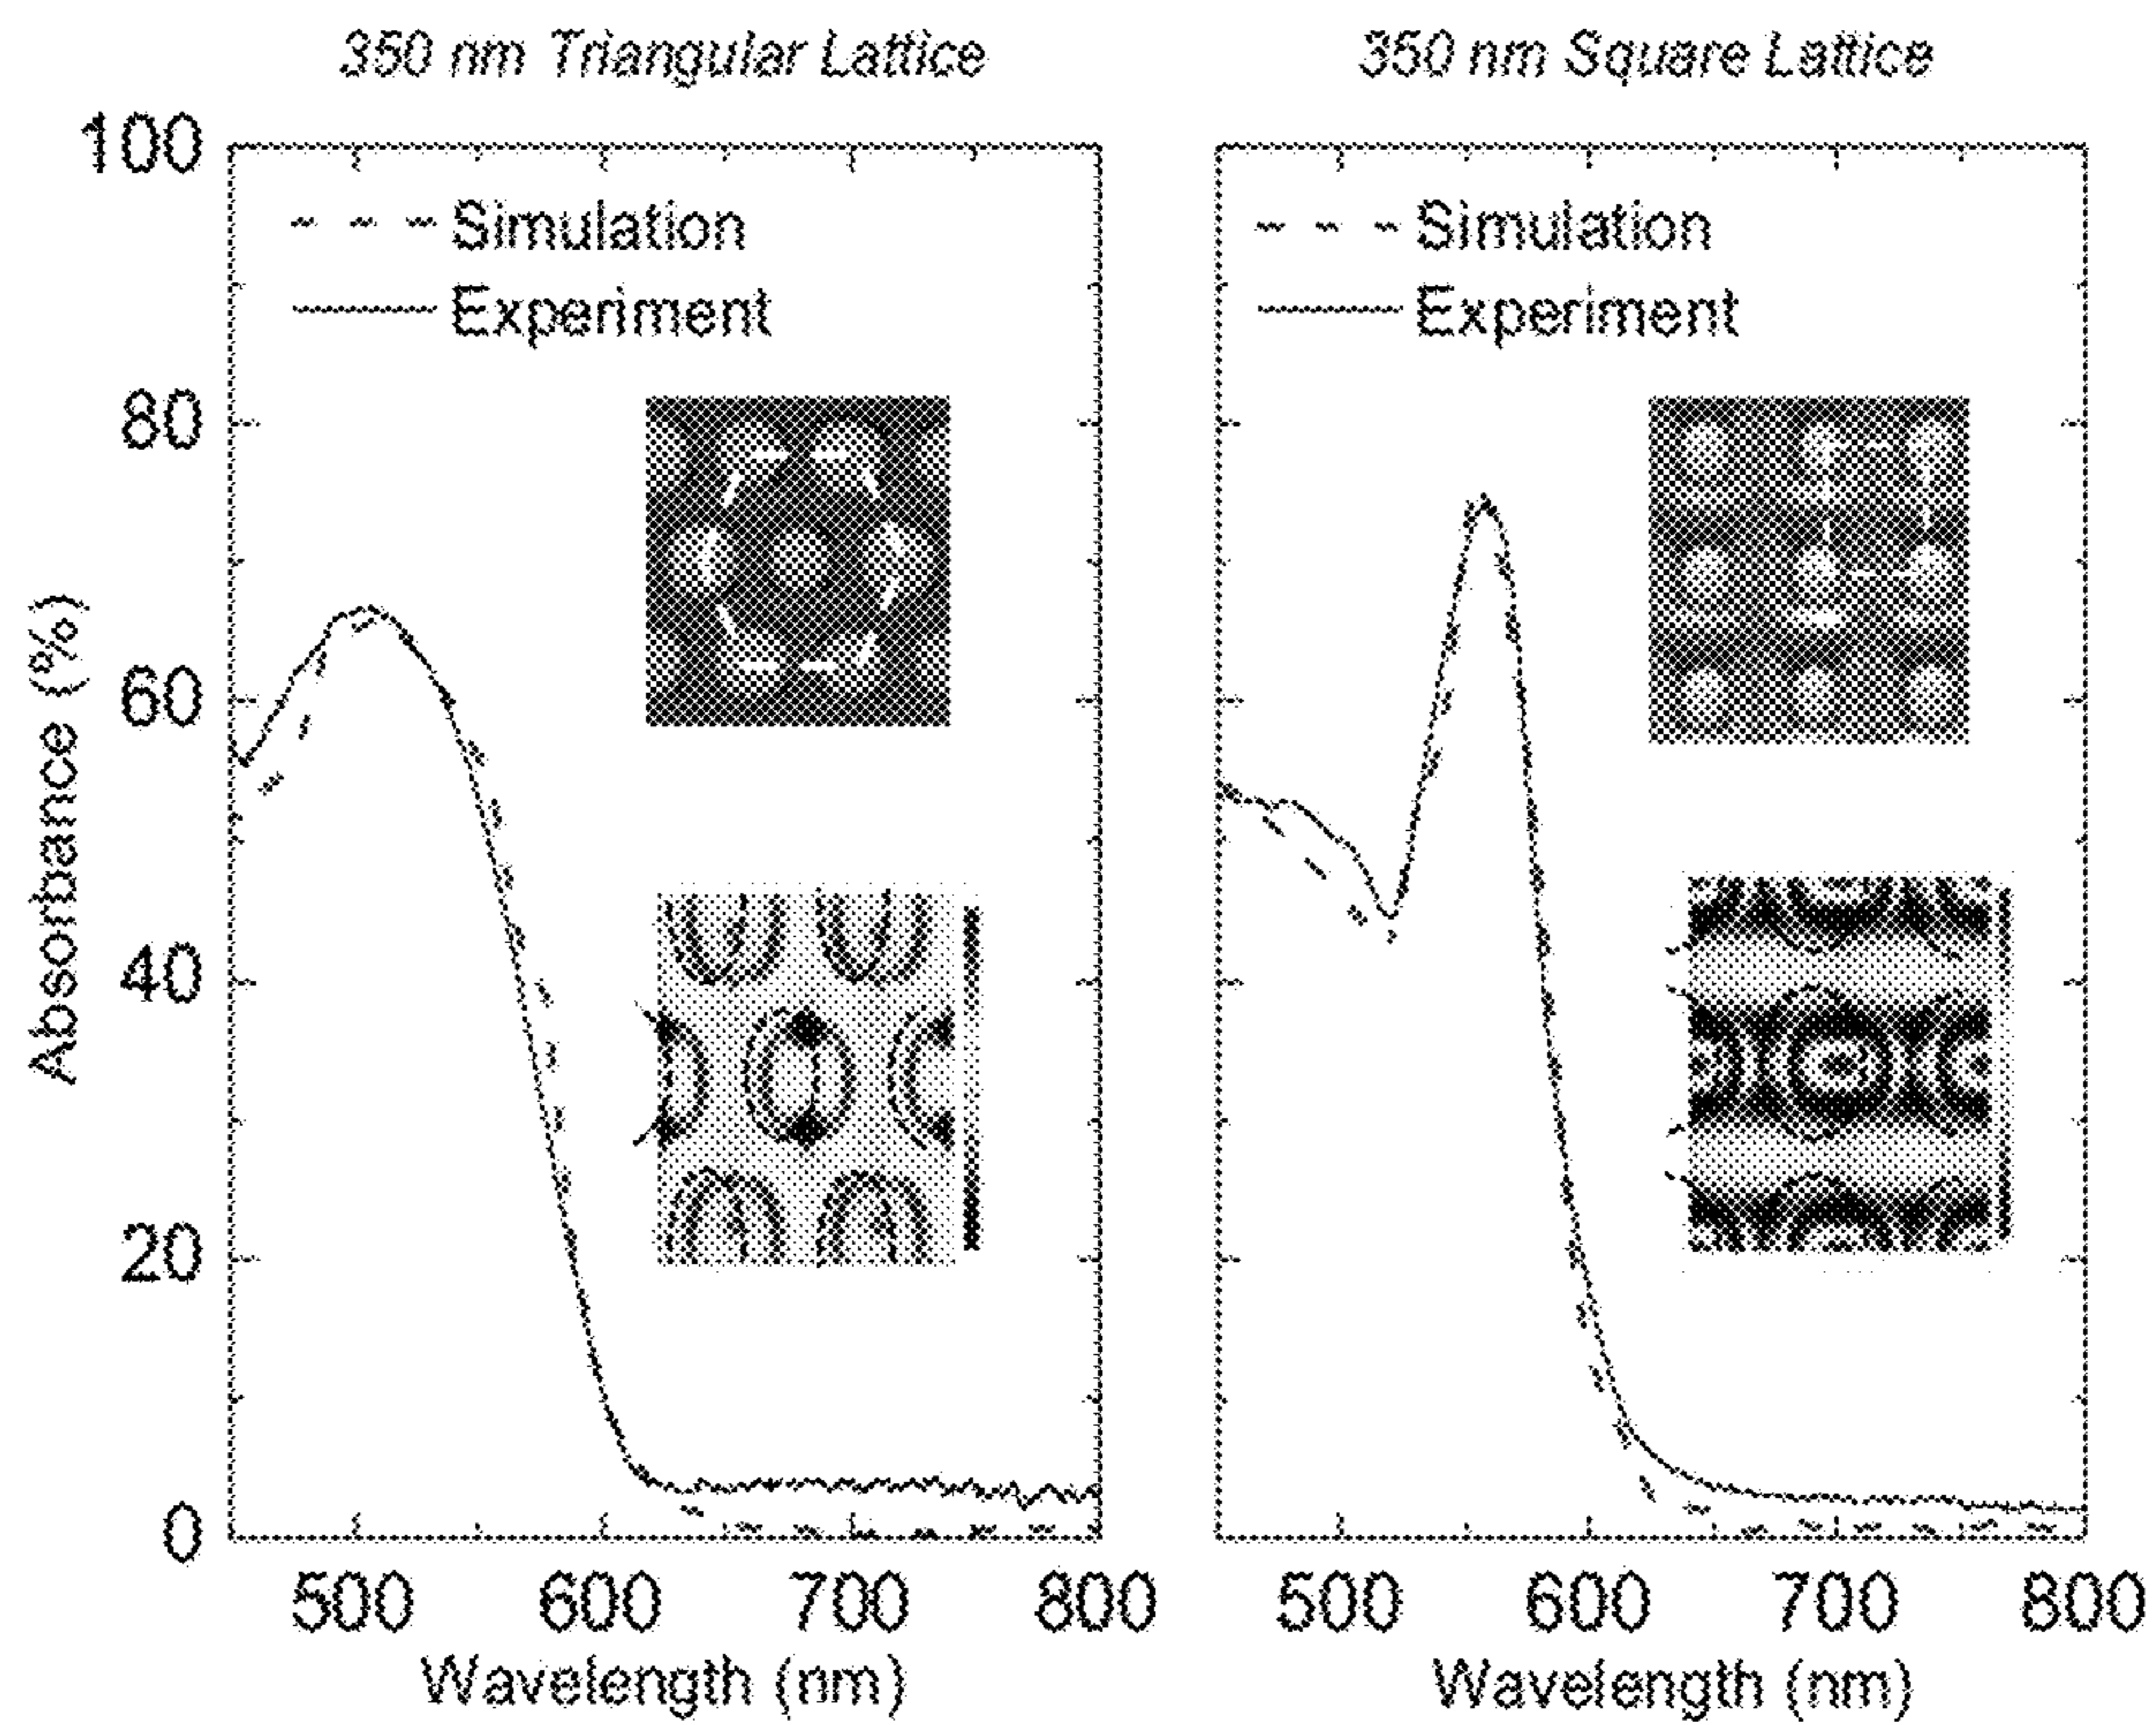 350 nm Triangular Lattice
350 nm Square Lattice
Absorbance (%)
100
80
60
40
20
0
Simulation
Experiment
500 600 700 800
Wavelength (nm)
Simulation
Experiment
500 600 700 800
Wavelength (nm)